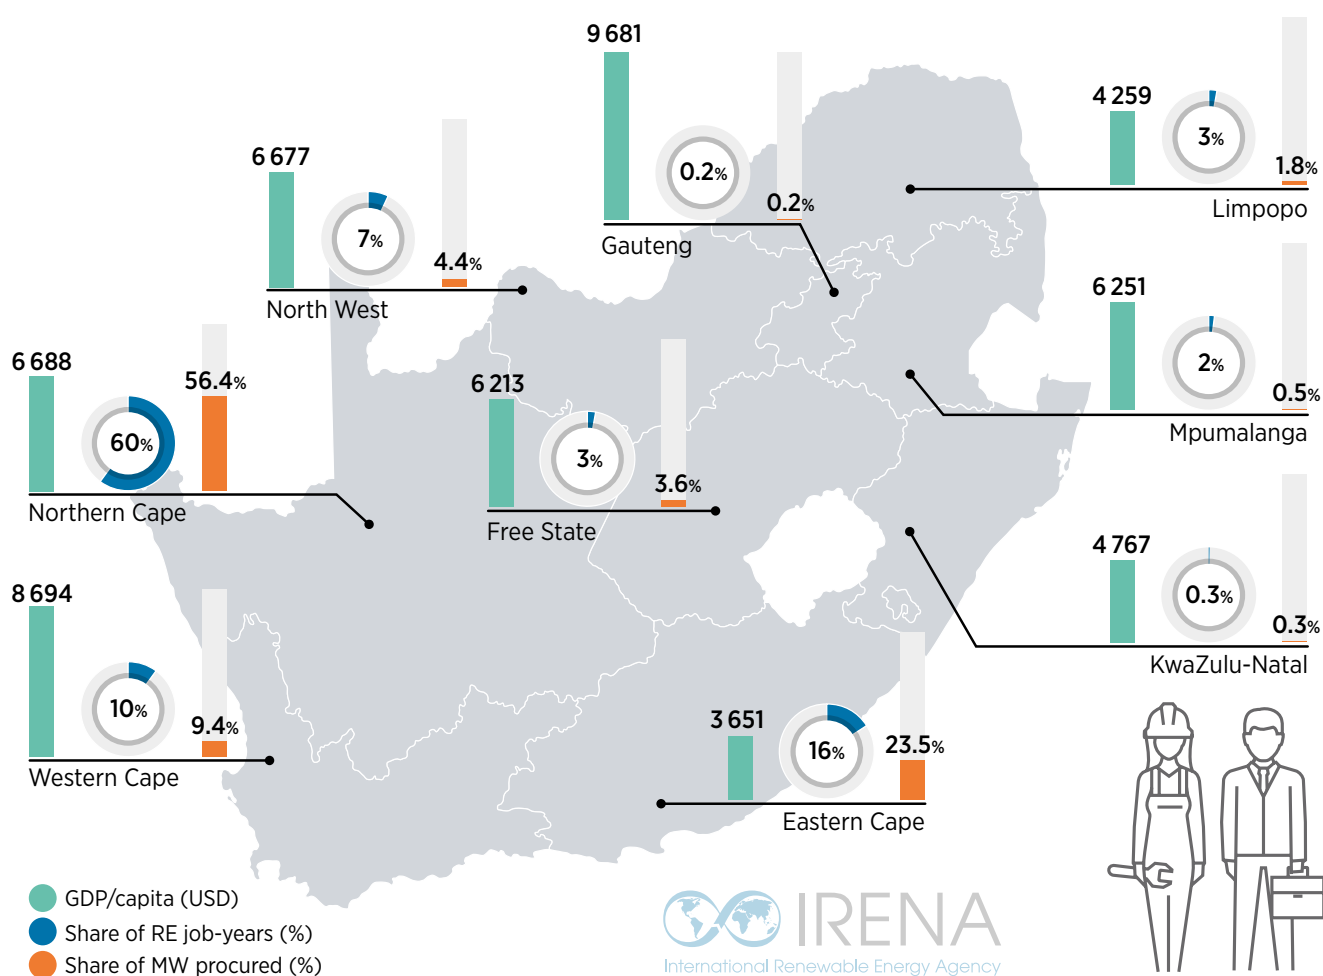 9 681
0.2%
0.2%
Gauteng
4 259
3%
1.8%
Limpopo
6 677
7%
4.4%
North West
6 251
2%
0.5%
Mpumalanga
6 688
60%
56.4%
Northern Cape
6 213
3%
3.6%
Free State
4 767
0.3%
0.3%
KwaZulu-Natal
8 694
10%
9.4%
Western Cape
3 651
16%
23.5%
Eastern Cape
GDP/capita (USD)
Share of RE job-years (%)
Share of MW procured (%)
IRENA
International Renewable Energy Agency